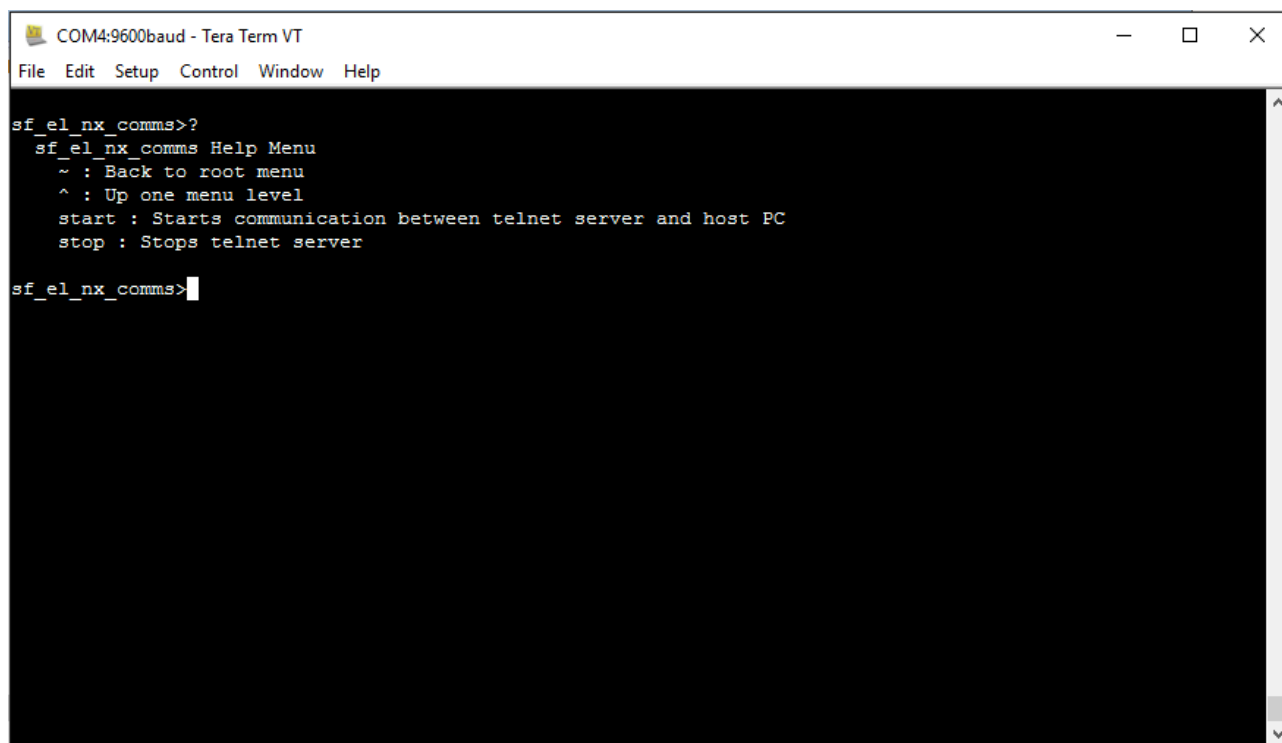 COM4:9600baud - Tera Term VT
File Edit Setup Control Window Help
sf_el_nx_comms>?
sf_el_nx_comms Help Menu
~ : Back to root menu
^ : Up one menu level
start : Starts communication between telnet server and host PC
stop : Stops telnet server
sf_el_nx_comms>